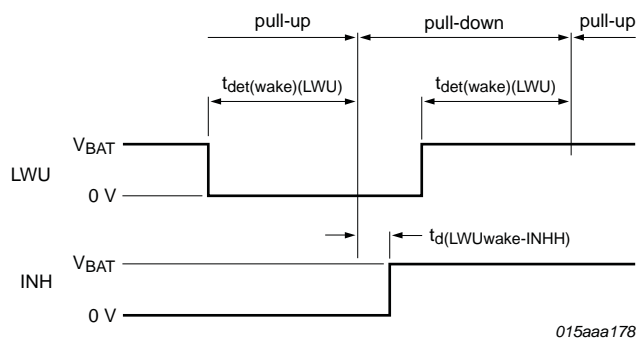 pull-up pull-down pull-up
tdet(wake)(LWU) tdet(wake)(LWU)
VBAT
LWU
0 V
td(LWUwake-INHH)
VBAT
INH
0 V
015aaa178